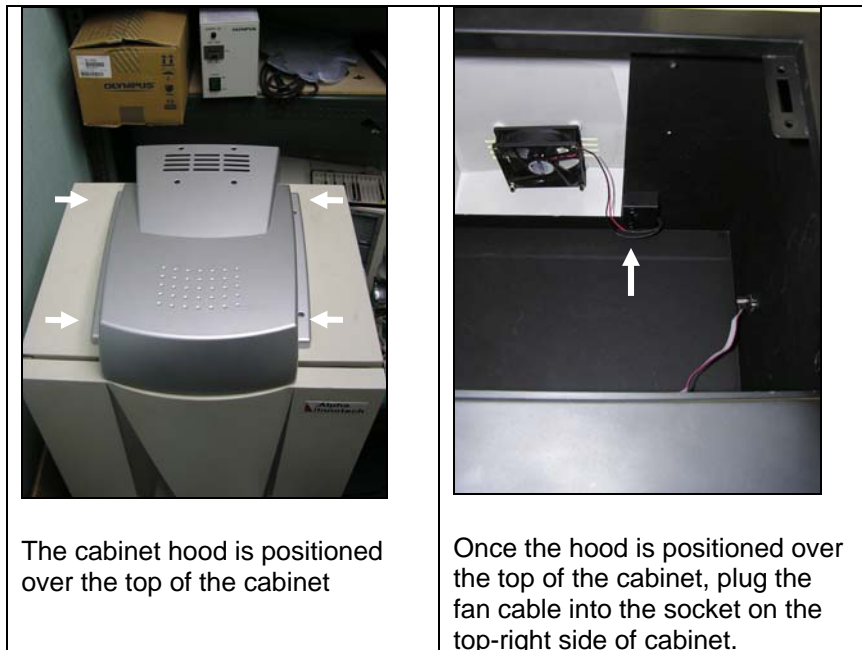 OLYMPUS
OLYMPUS
Alpha
Innotech
The cabinet hood is positioned
over the top of the cabinet
Once the hood is positioned over
the top of the cabinet, plug the
fan cable into the socket on the
top-right side of cabinet.